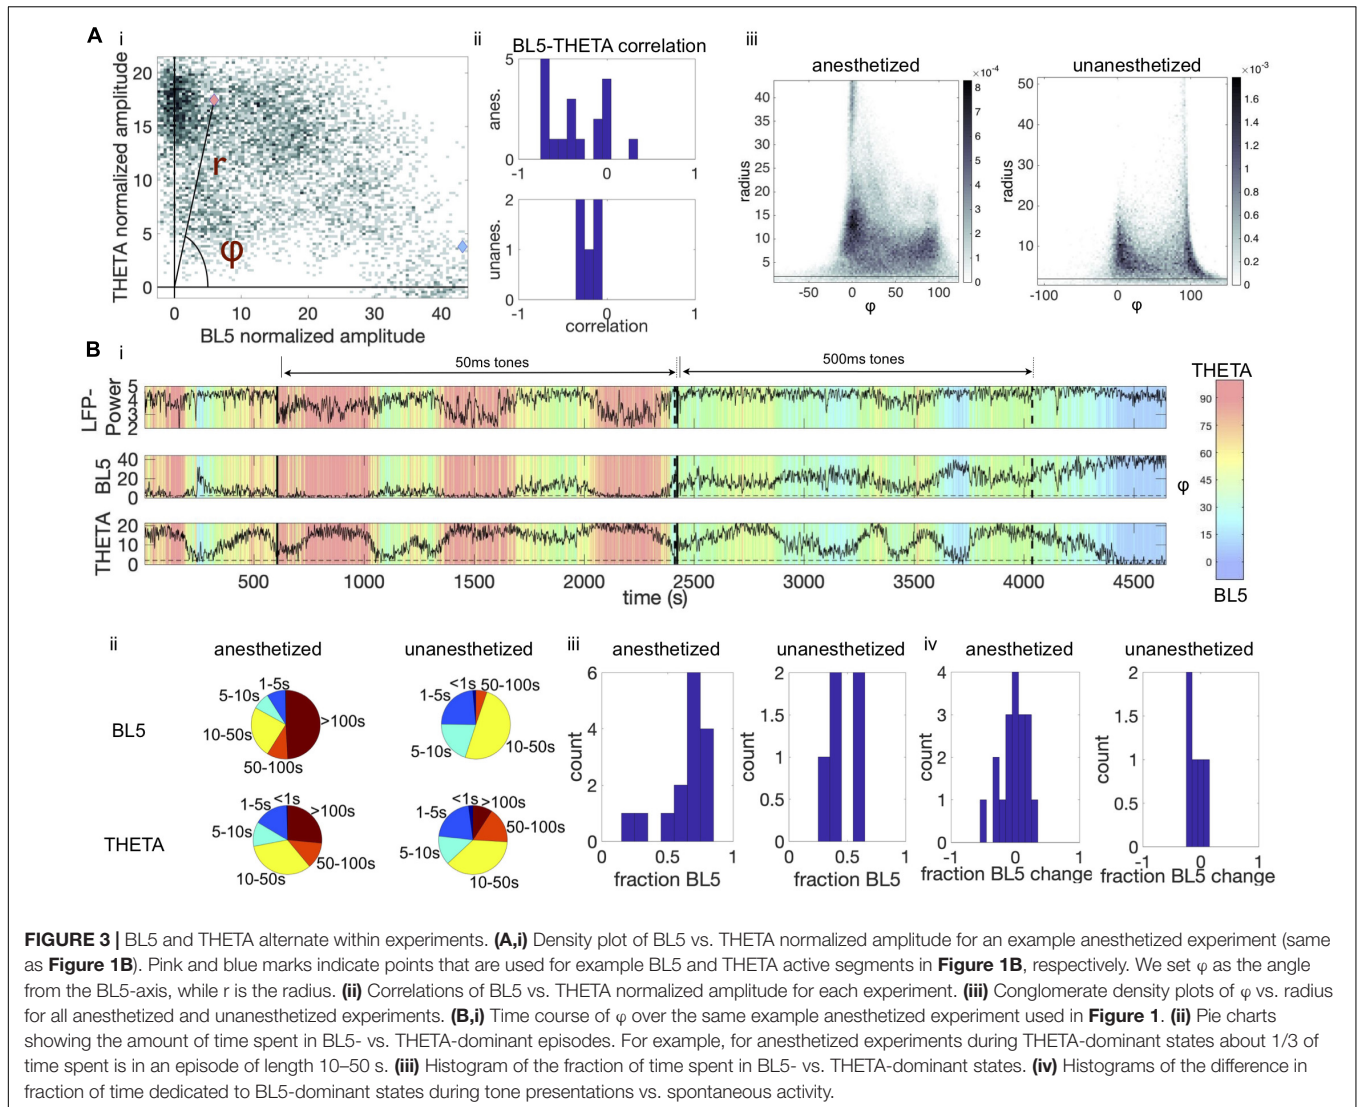 A i
THETA normalized amplitude
20
15
10
5
0
r
φ
0 10 20 30 40
BL5 normalized amplitude
ii
BL5-THETA correlation
anes.
5
0
-1 0 1
unanes.
2
1
0
-1 0 1
correlation
iii
anesthetized
×10⁻⁴
radius
40
35
30
25
20
15
10
5
-50 0 50 100
φ
8
7
6
5
4
3
2
1
0
unanesthetized
×10⁻³
radius
50
40
30
20
10
-100 0 100
φ
1.8
1.6
1.4
1.2
1
0.8
0.6
0.4
0.2
0
B i
50ms tones
500ms tones
LFP-
Power
5
4
3
2
BL5
40
20
0
THETA
20
10
0
500 1000 1500 2000 2500 3000 3500 4000 4500
time (s)
THETA
90
75
60
45
30
15
0
φ
BL5
ii
anesthetized
unanesthetized
BL5
1-5s
5-10s
10-50s
50-100s
>100s
<1s
50-100s
1-5s
5-10s
10-50s
THETA
<1s
1-5s
>100s
5-10s
50-100s
10-50s
<1s
>100s
1-5s
50-100s
5-10s
10-50s
iii
anesthetized
count
6
4
2
0
0 0.5 1
fraction BL5
unanesthetized
count
2
1.5
1
0.5
0
0 0.5 1
fraction BL5
iv
anesthetized
count
4
3
2
1
0
-1 0 1
fraction BL5 change
unanesthetized
count
2
1.5
1
0.5
0
-1 0 1
fraction BL5 change
FIGURE 3 | BL5 and THETA alternate within experiments. (A,i) Density plot of BL5 vs. THETA normalized amplitude for an example anesthetized experiment (same
as Figure 1B). Pink and blue marks indicate points that are used for example BL5 and THETA active segments in Figure 1B, respectively. We set φ as the angle
from the BL5-axis, while r is the radius. (ii) Correlations of BL5 vs. THETA normalized amplitude for each experiment. (iii) Conglomerate density plots of φ vs. radius
for all anesthetized and unanesthetized experiments. (B,i) Time course of φ over the same example anesthetized experiment used in Figure 1. (ii) Pie charts
showing the amount of time spent in BL5- vs. THETA-dominant episodes. For example, for anesthetized experiments during THETA-dominant states about 1/3 of
time spent is in an episode of length 10–50 s. (iii) Histogram of the fraction of time spent in BL5- vs. THETA-dominant states. (iv) Histograms of the difference in
fraction of time dedicated to BL5-dominant states during tone presentations vs. spontaneous activity.